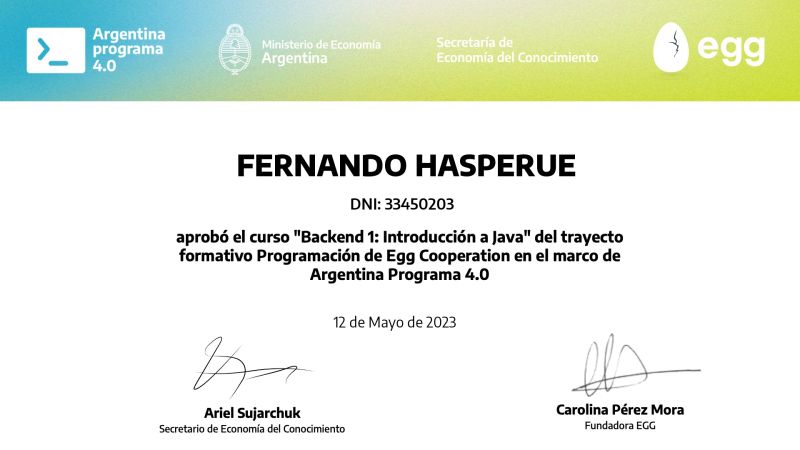 Argentina
programa
4.0
Ministerio de Economía
Argentina
Secretaría de
Economía del Conocimiento
egg
FERNANDO HASPERUE
DNI: 33450203
aprobó el curso "Backend 1: Introducción a Java" del trayecto
formativo Programación de Egg Cooperation en el marco de
Argentina Programa 4.0
12 de Mayo de 2023
Ariel Sujarchuk
Secretario de Economía del Conocimiento
Carolina Pérez Mora
Fundadora EGG